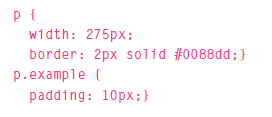 p {
  width: 275px;
  border: 2px solid #0088dd;}
p.example {
  padding: 10px;}